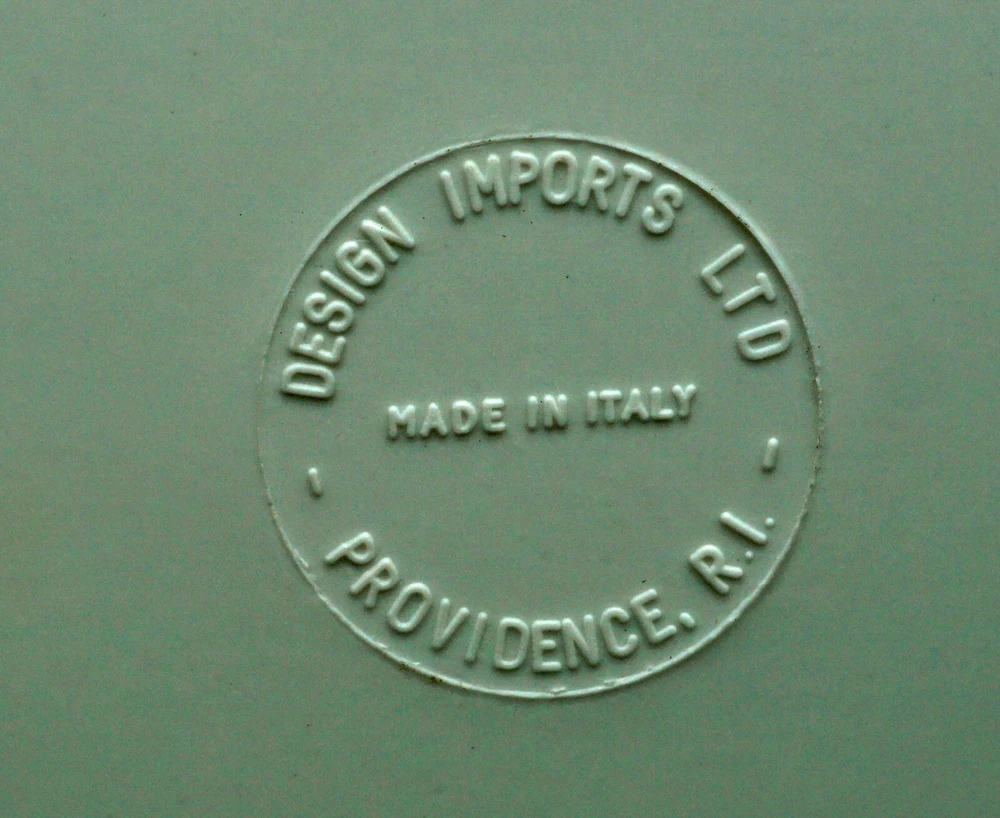 DESIGN IMPORTS LTD
MADE IN ITALY
- PROVIDENCE, R.I. -